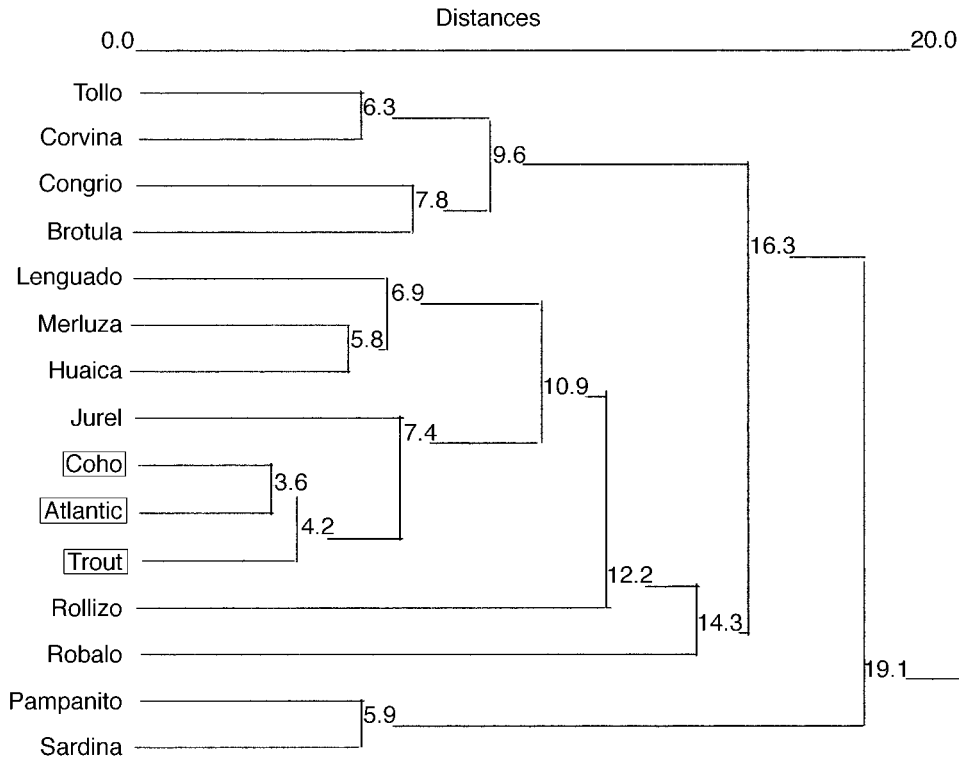 Distances
0.0 20.0
Tollo
6.3
Corvina
9.6
Congrio
7.8
Brotula
16.3
Lenguado
6.9
Merluza
5.8
Huaica
10.9
Jurel
7.4
Coho
3.6
Atlantic
4.2
Trout
12.2
Rollizo
14.3
Robalo
19.1
Pampanito
5.9
Sardina